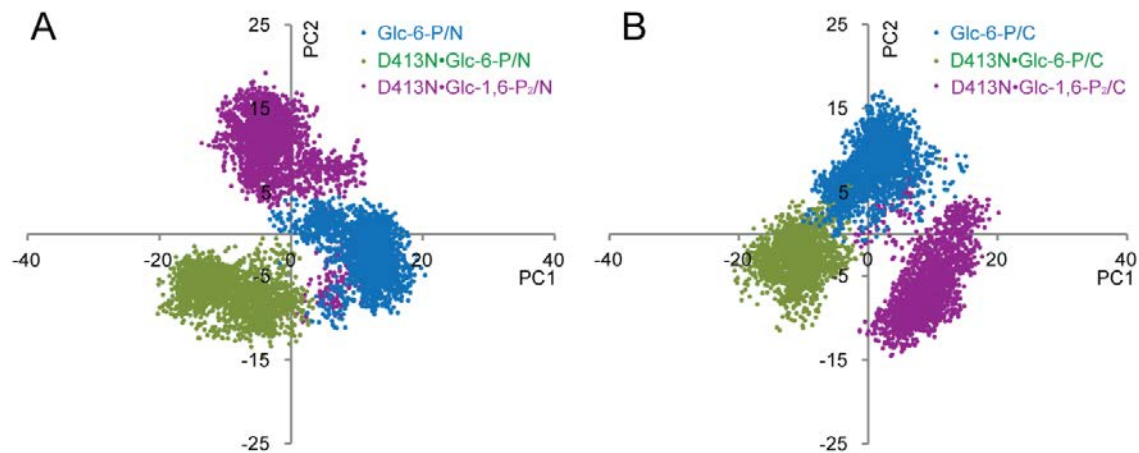 A
25
PC2
• Glc-6-P/N
• D413N•Glc-6-P/N
• D413N•Glc-1,6-P₂/N
15
5
-40
-20
0
20
40
-5
PC1
-15
-25
B
25
PC2
• Glc-6-P/C
• D413N•Glc-6-P/C
• D413N•Glc-1,6-P₂/C
15
5
-40
-20
0
20
40
-5
PC1
-15
-25